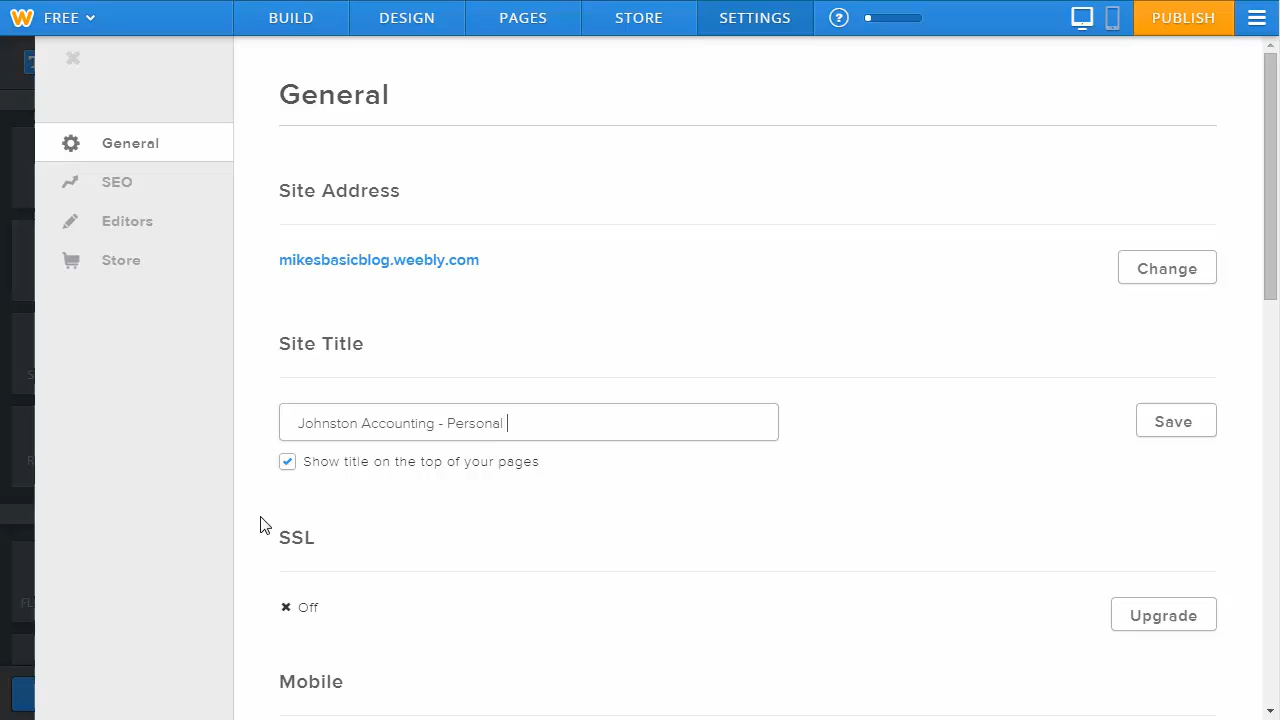 FREE BUILD DESIGN PAGES STORE SETTINGS ? PUBLISH
General
SEO
Editors
Store
General
Site Address
mikesbasicblog.weebly.com
Change
Site Title
Johnston Accounting - Personal
Save
Show title on the top of your pages
SSL
Off
Upgrade
Mobile